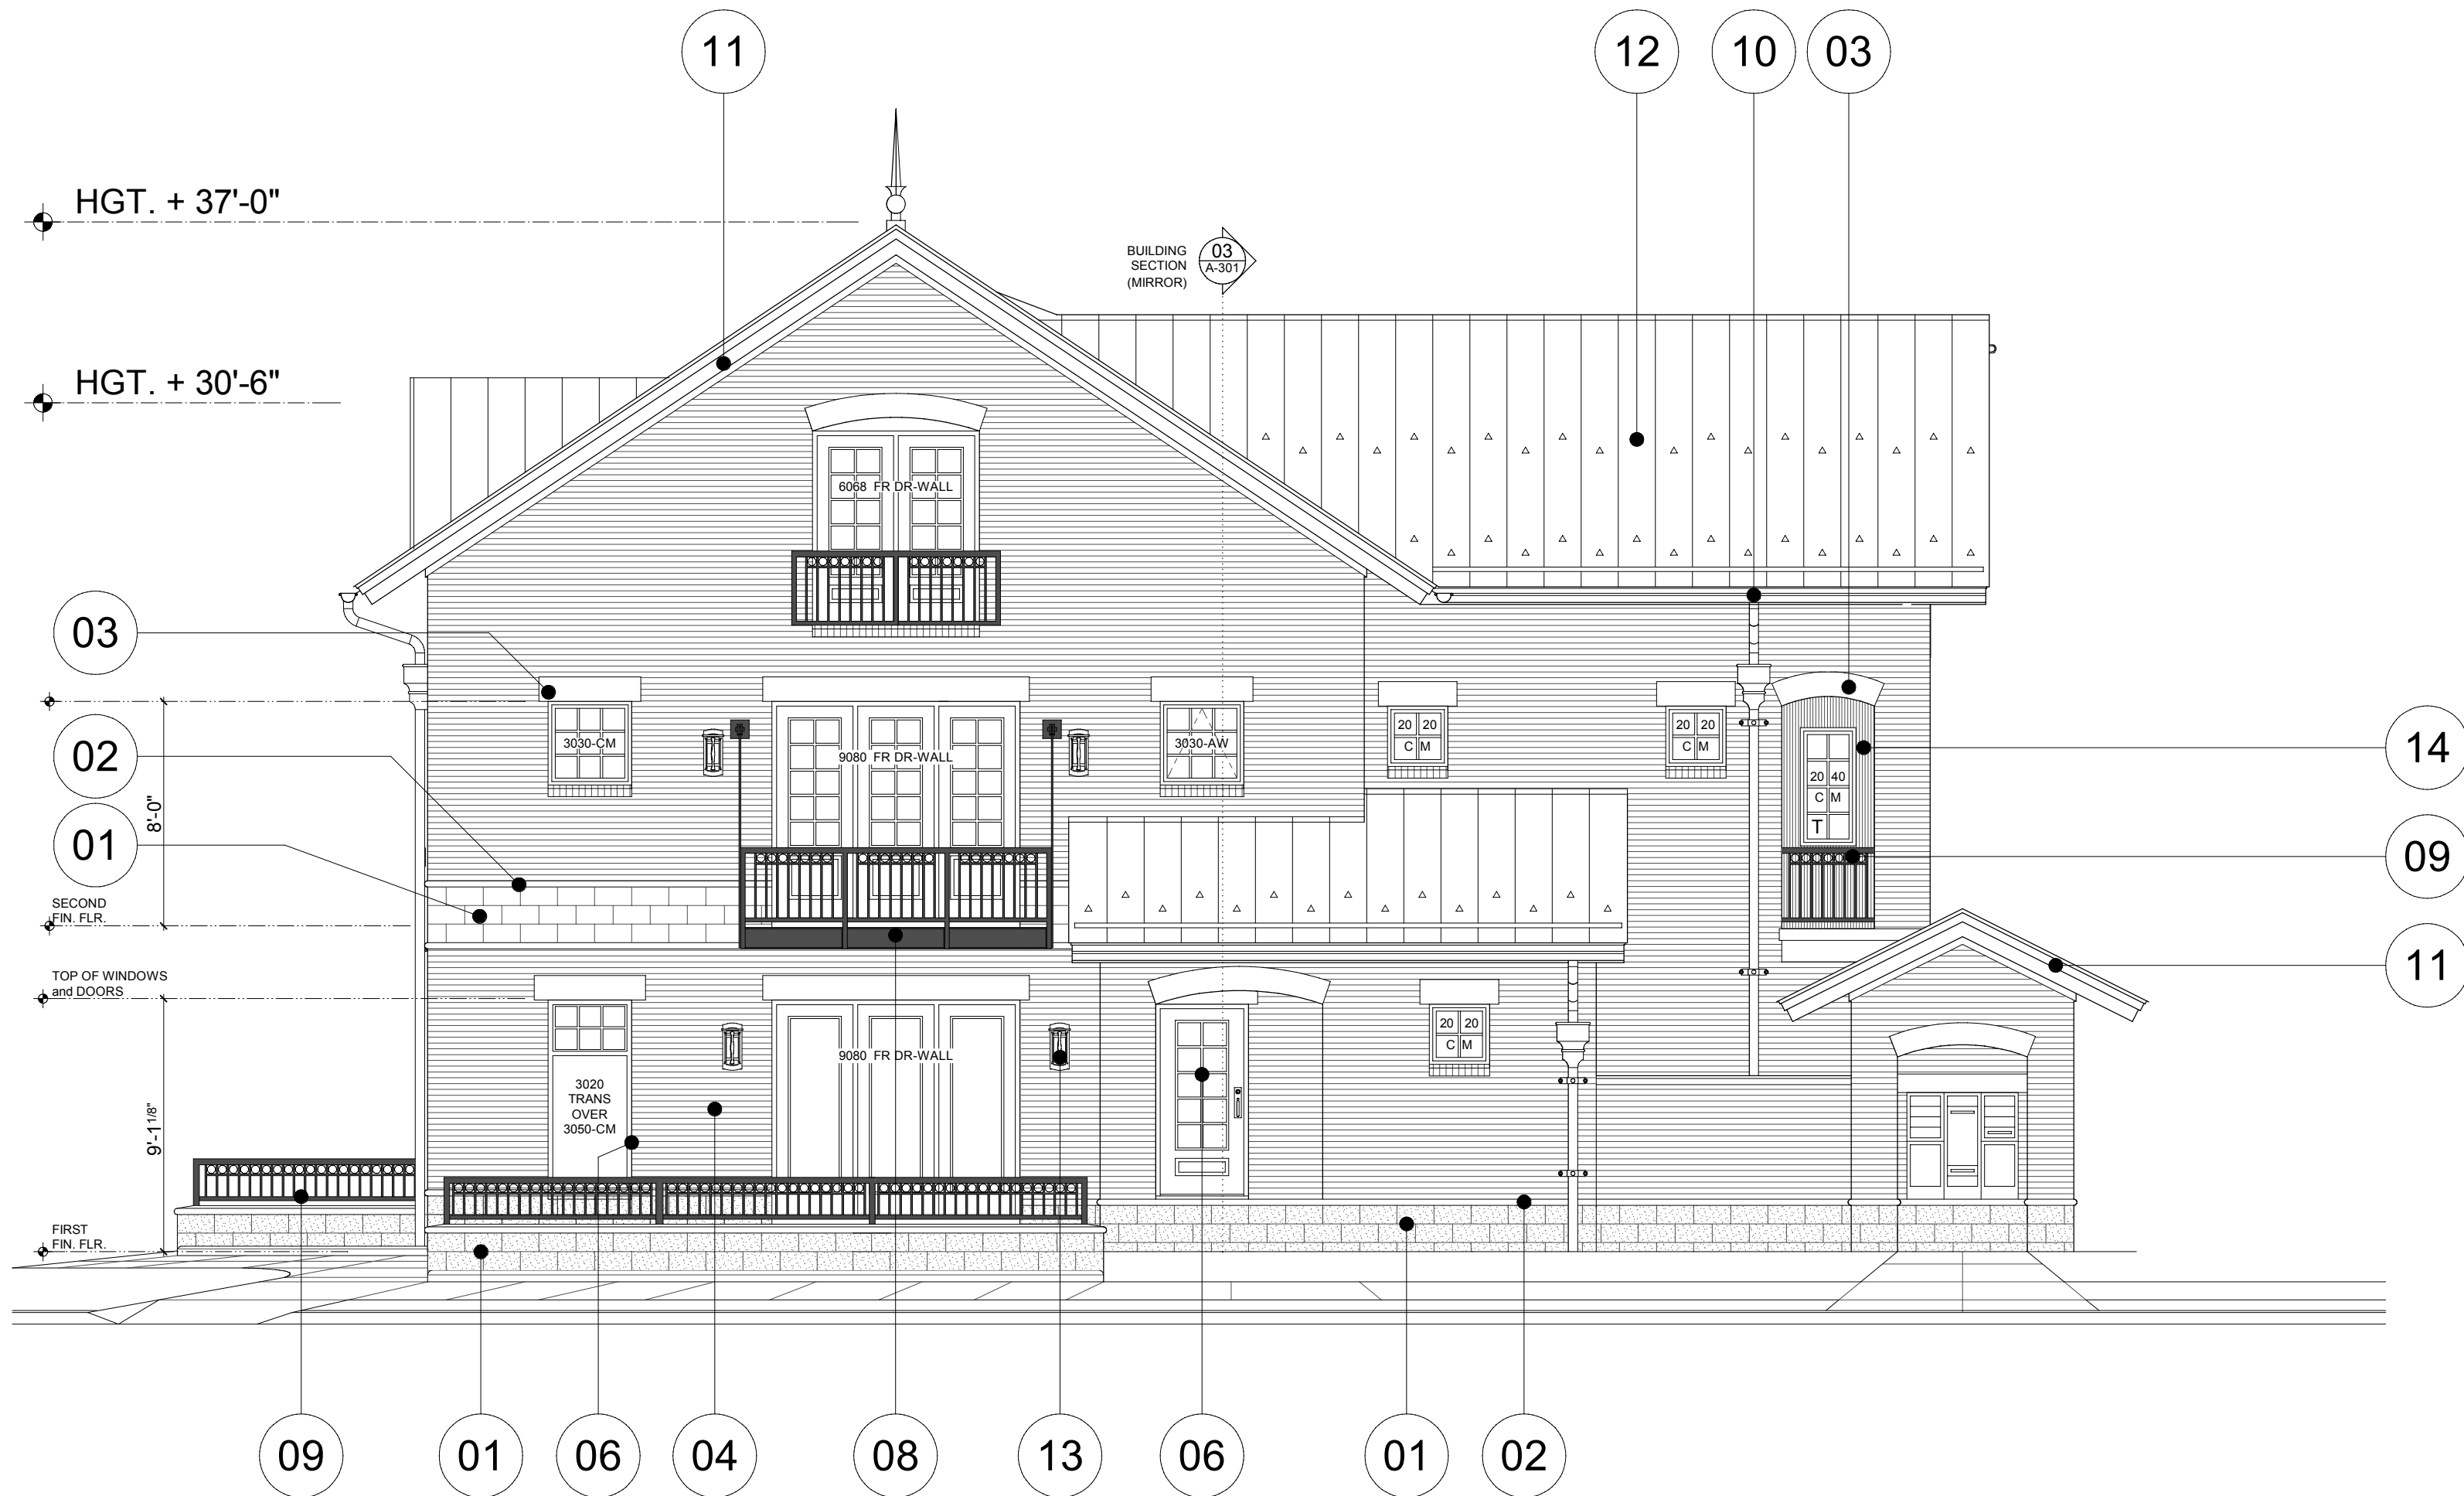 11
12
10
03
HGT. + 37'-0"
BUILDING
SECTION
(MIRROR)
03
A-301
HGT. + 30'-6"
6068 FR DR-WALL
03
02
01
8'-0"
3030-CM
9080 FR DR-WALL
3030-AW
20 20
C M
20 20
C M
20 40
C M
T
14
09
11
SECOND
FIN. FLR.
TOP OF WINDOWS
and DOORS
9'-1 1/8"
3020
TRANS
OVER
3050-CM
9080 FR DR-WALL
20 20
C M
FIRST
FIN. FLR.
09
01
06
04
08
13
06
01
02